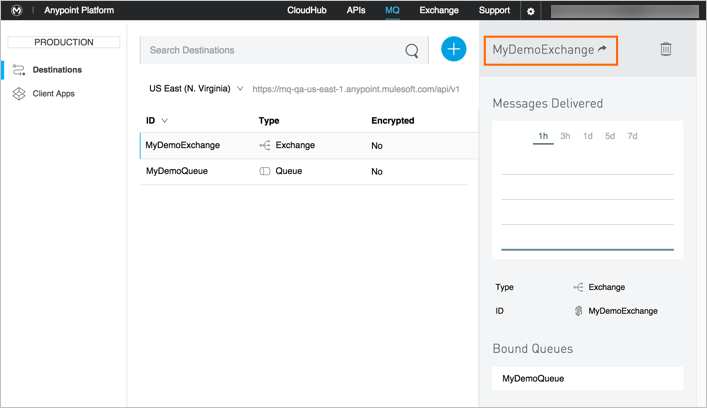 Anypoint Platform
CloudHub
APIs
MQ
Exchange
Support
PRODUCTION
Destinations
Client Apps
Search Destinations
US East (N. Virginia)
https://mq-qa-us-east-1.anypoint.mulesoft.com/api/v1
ID Type Encrypted
MyDemoExchange Exchange No
MyDemoQueue Queue No
MyDemoExchange
Messages Delivered
1h 3h 1d 5d 7d
Type Exchange
ID MyDemoExchange
Bound Queues
MyDemoQueue